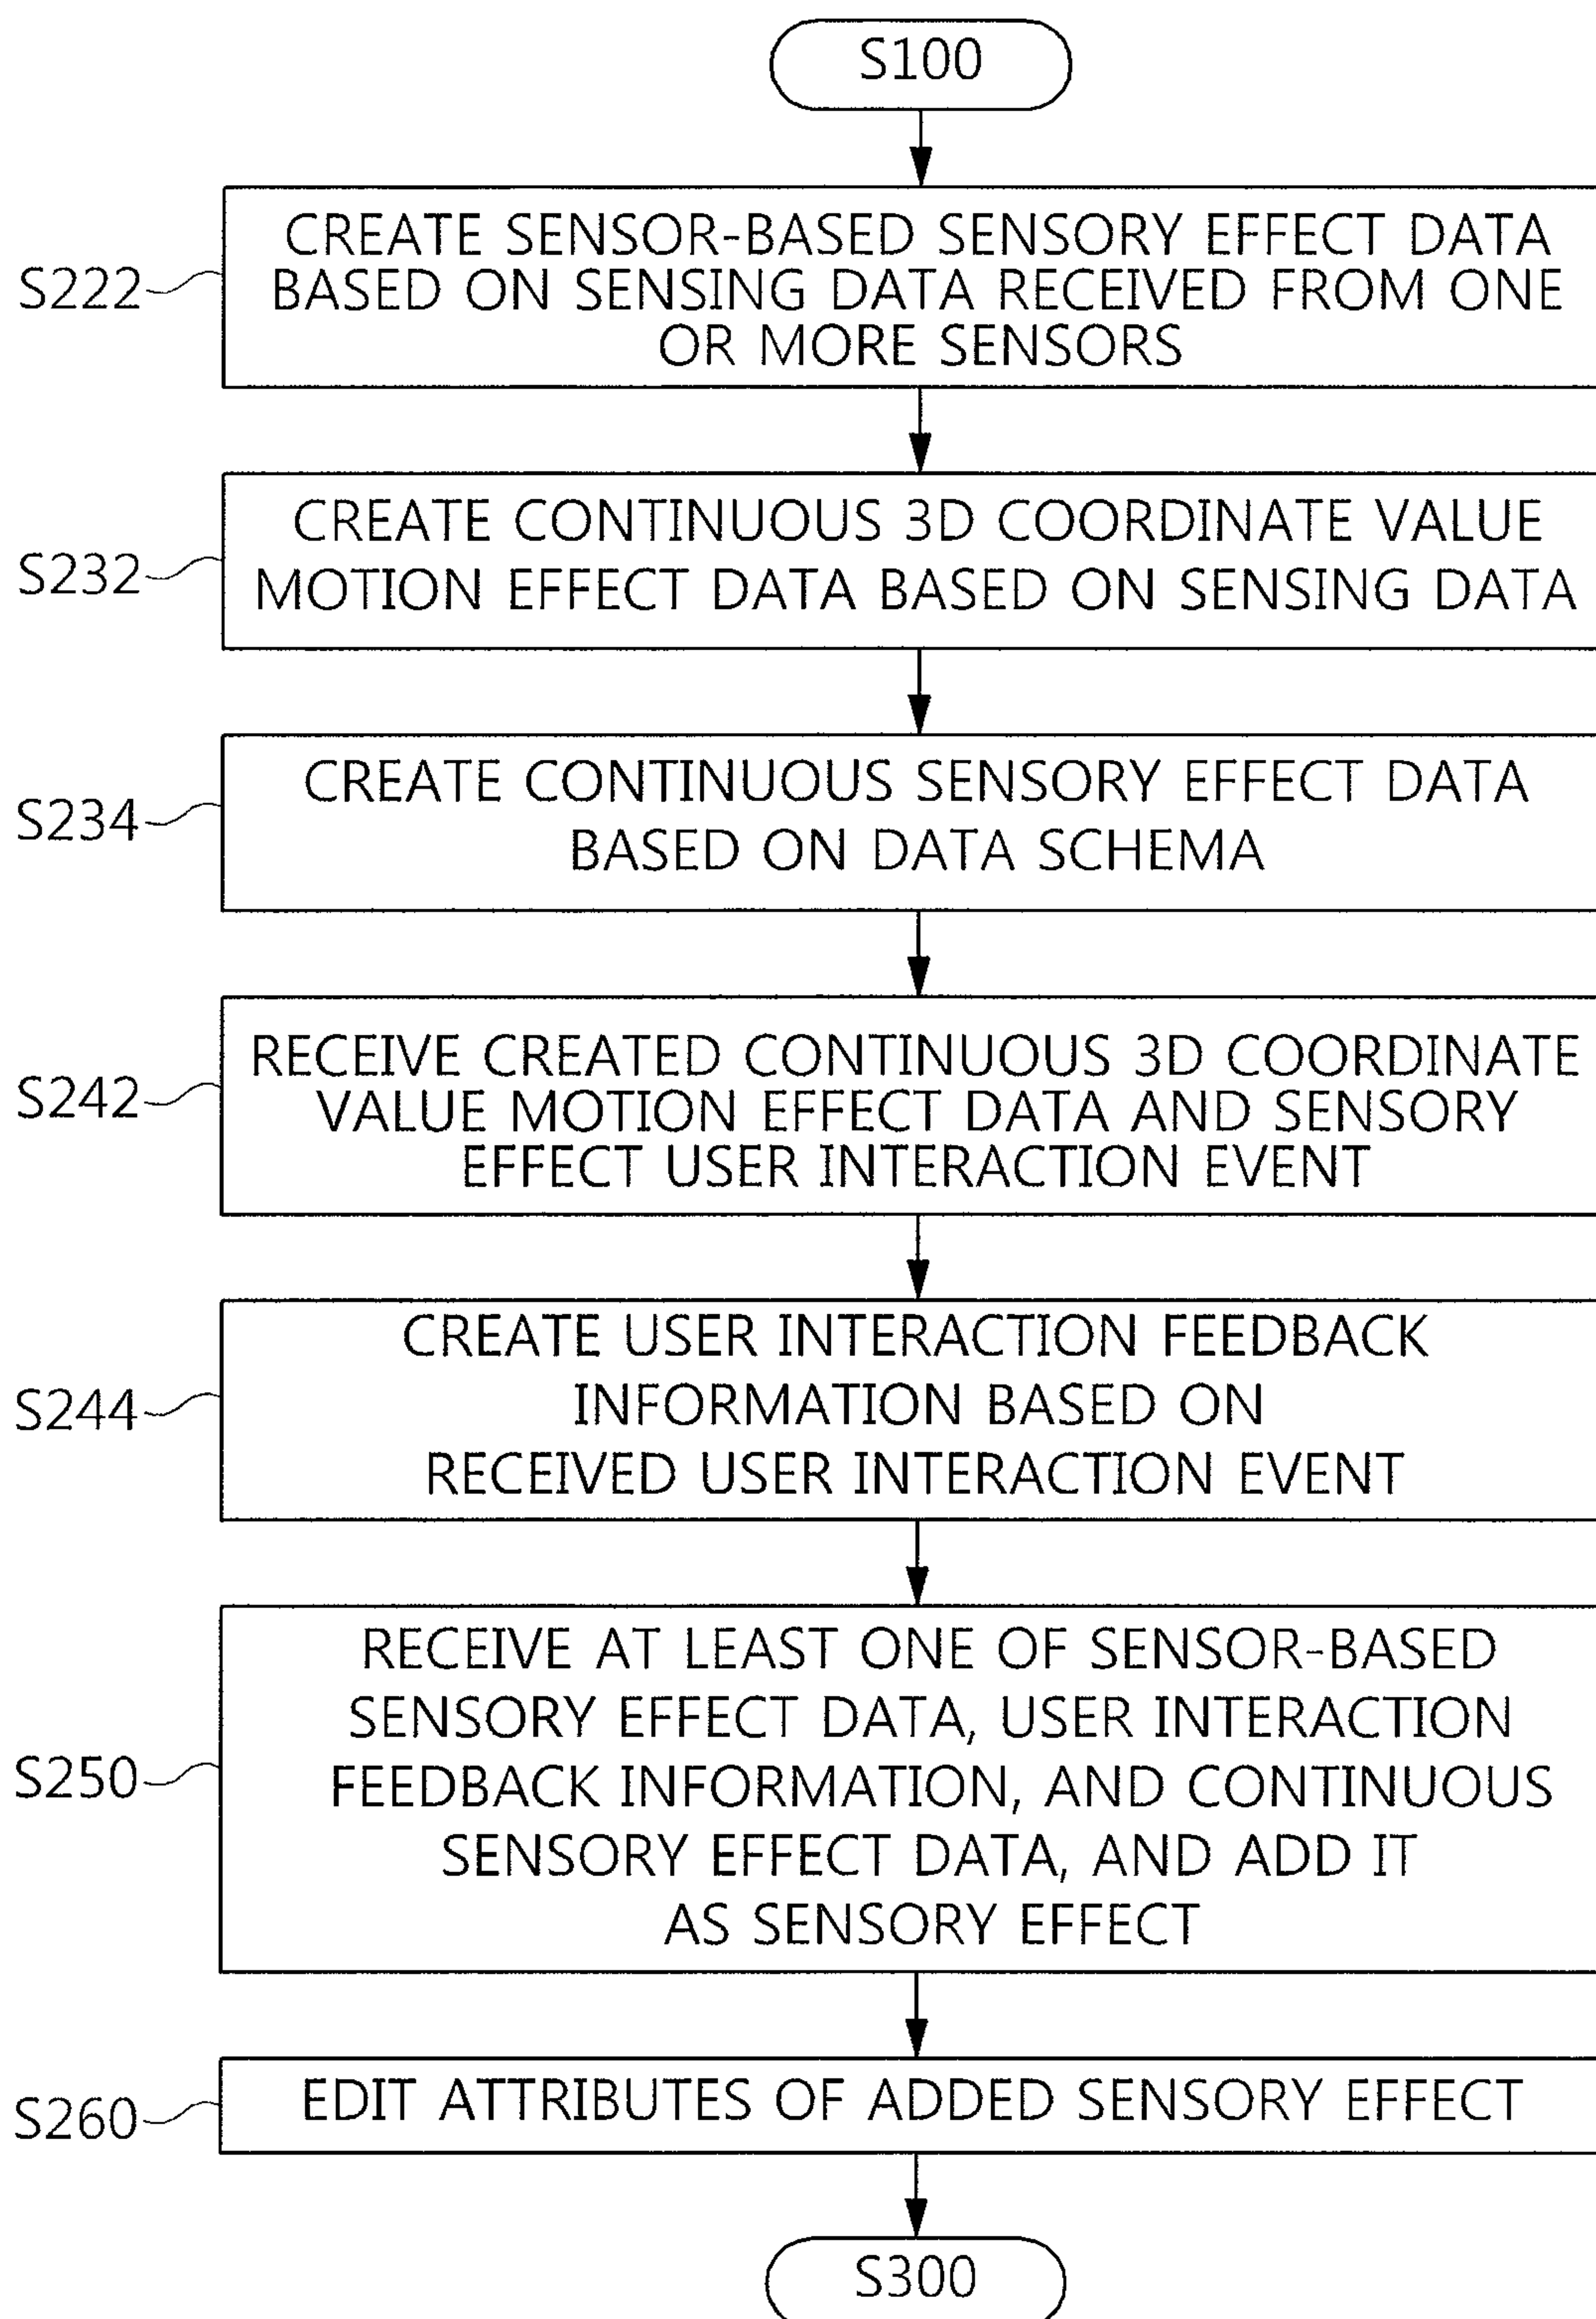 S100
S222
CREATE SENSOR-BASED SENSORY EFFECT DATA
BASED ON SENSING DATA RECEIVED FROM ONE
OR MORE SENSORS
S232
CREATE CONTINUOUS 3D COORDINATE VALUE
MOTION EFFECT DATA BASED ON SENSING DATA
S234
CREATE CONTINUOUS SENSORY EFFECT DATA
BASED ON DATA SCHEMA
S242
RECEIVE CREATED CONTINUOUS 3D COORDINATE
VALUE MOTION EFFECT DATA AND SENSORY
EFFECT USER INTERACTION EVENT
S244
CREATE USER INTERACTION FEEDBACK
INFORMATION BASED ON
RECEIVED USER INTERACTION EVENT
S250
RECEIVE AT LEAST ONE OF SENSOR-BASED
SENSORY EFFECT DATA, USER INTERACTION
FEEDBACK INFORMATION, AND CONTINUOUS
SENSORY EFFECT DATA, AND ADD IT
AS SENSORY EFFECT
S260
EDIT ATTRIBUTES OF ADDED SENSORY EFFECT
S300